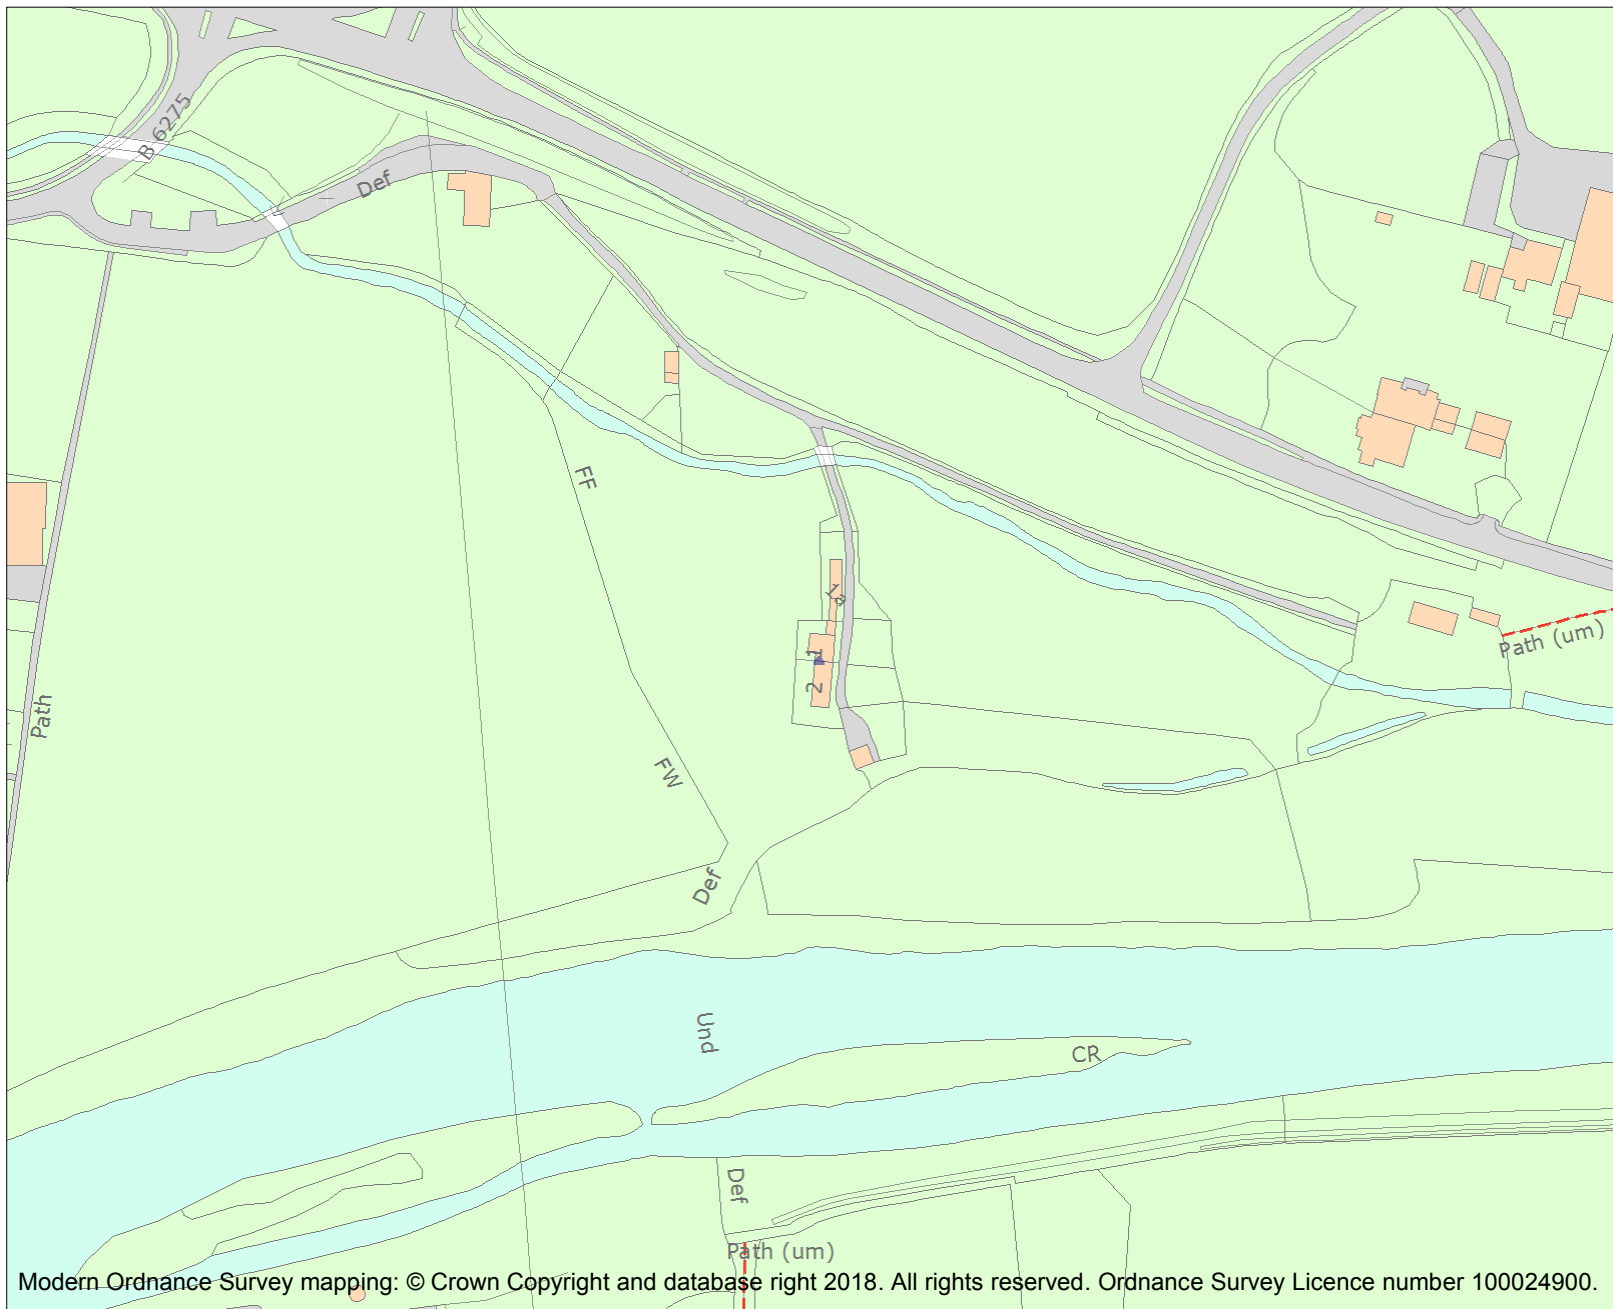 B 6275
Def
FF
1a
1
2
Path (um)
Path
FW
Def
Und
CR
Def
Path (um)
Modern Ordnance Survey mapping: © Crown Copyright and database right 2018. All rights reserved. Ordnance Survey Licence number 100024900.